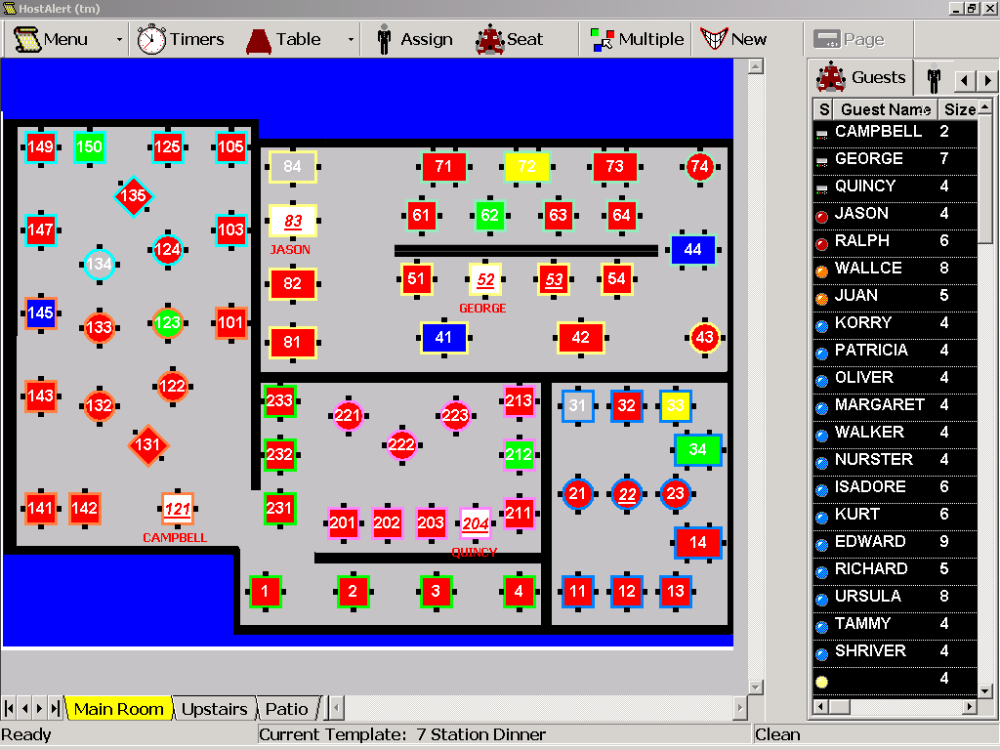 HostAlert (tm)
Menu Timers Table Assign Seat Multiple New Page
Guests
S Guest Name Size
149 150 125 105 84 71 72 73 74
135
83 61 62 63 64
147 103
JASON
124 44
134
82 51 52 53 54
GEORGE
145 133 123 101 81 41 42 43
122
143 132 233 221 223 213 31 32 33
222
131 232 212 34
141 142 121 231 21 22 23
CAMPBELL
201 202 203 204 211
QUINCY
14
1 2 3 4 11 12 13
CAMPBELL 2
GEORGE 7
QUINCY 4
JASON 4
RALPH 6
WALLCE 8
JUAN 5
KORRY 4
PATRICIA 4
OLIVER 4
MARGARET 4
WALKER 4
NURSTER 4
ISADORE 6
KURT 6
EDWARD 9
RICHARD 5
URSULA 8
TAMMY 4
SHRIVER 4
4
Main Room Upstairs Patio
Ready Current Template: 7 Station Dinner Clean